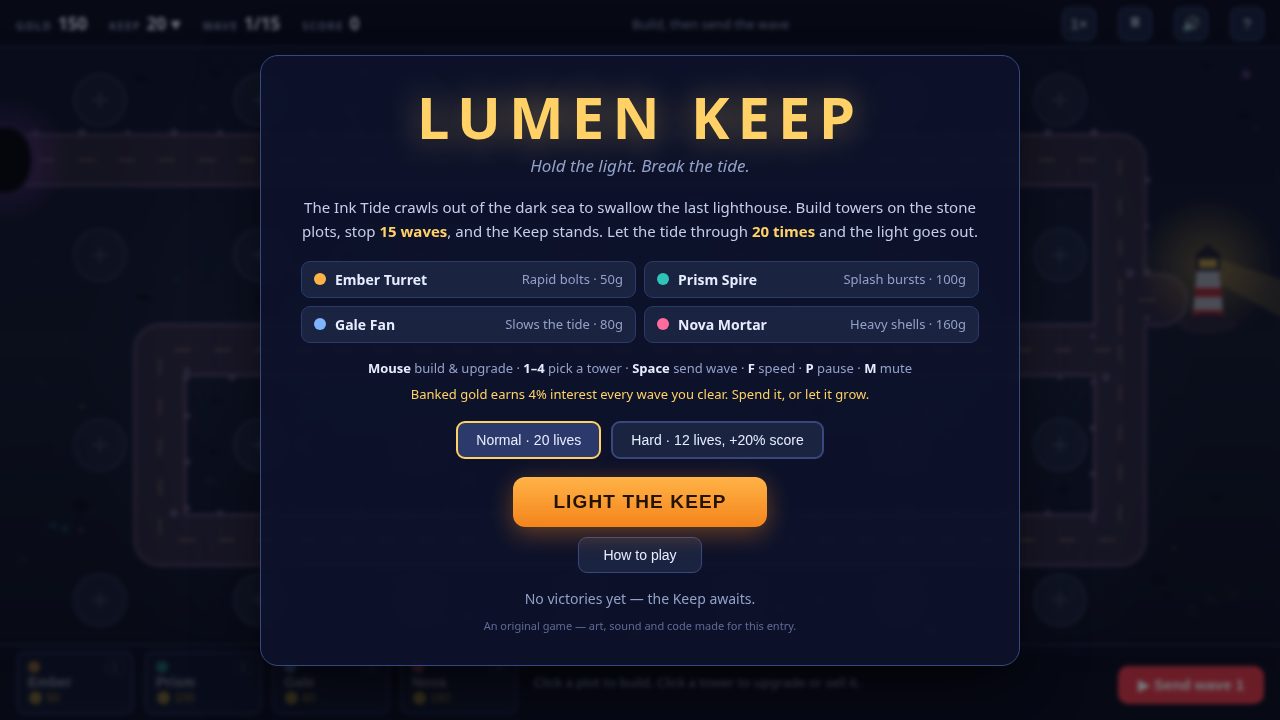 GOLD 150 KEEP 20 ♥ WAVE 1/15 SCORE 0 Build, then send the wave 1× ?
LUMEN KEEP
Hold the light. Break the tide.
The Ink Tide crawls out of the dark sea to swallow the last lighthouse. Build towers on the stone
plots, stop 15 waves, and the Keep stands. Let the tide through 20 times and the light goes out.
Ember Turret Rapid bolts · 50g
Prism Spire Splash bursts · 100g
Gale Fan Slows the tide · 80g
Nova Mortar Heavy shells · 160g
Mouse build & upgrade · 1–4 pick a tower · Space send wave · F speed · P pause · M mute
Banked gold earns 4% interest every wave you clear. Spend it, or let it grow.
Normal · 20 lives
Hard · 12 lives, +20% score
LIGHT THE KEEP
How to play
No victories yet — the Keep awaits.
An original game — art, sound and code made for this entry.
Ember Prism Gale Nova
Click a plot to build. Click a tower to upgrade or sell it.
▶ Send wave 1